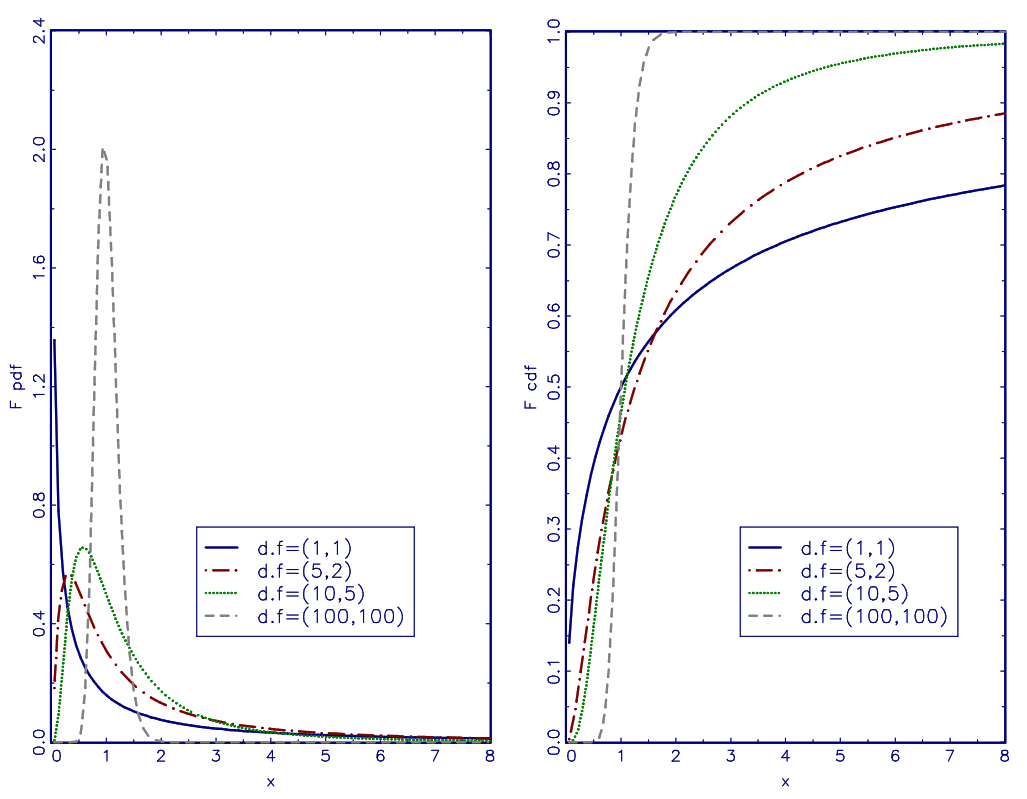 2.4
2.0
1.6
1.2
0.8
0.4
0.0
F pdf
0 1 2 3 4 5 6 7 8
x
d.f=(1,1)
d.f=(5,2)
d.f=(10,5)
d.f=(100,100)
1.0
0.9
0.8
0.7
0.6
0.5
0.4
0.3
0.2
0.1
0.0
F cdf
0 1 2 3 4 5 6 7 8
x
d.f=(1,1)
d.f=(5,2)
d.f=(10,5)
d.f=(100,100)